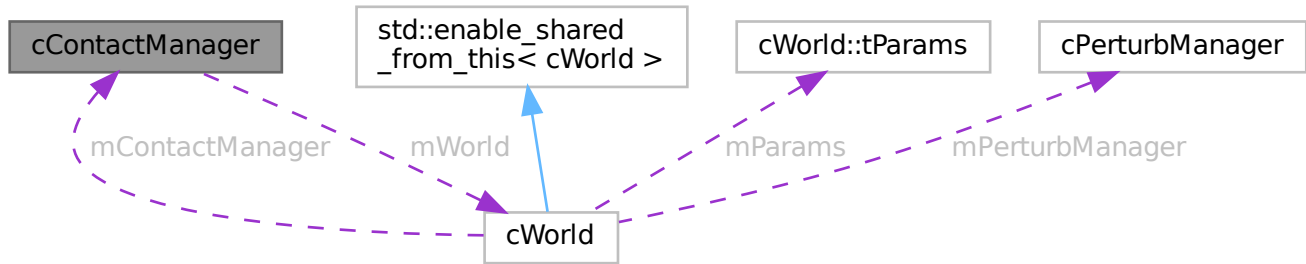 cContactManager
std::enable_shared
_from_this< cWorld >
cWorld::tParams
cPerturbManager
mContactManager
mWorld
mParams
mPerturbManager
cWorld